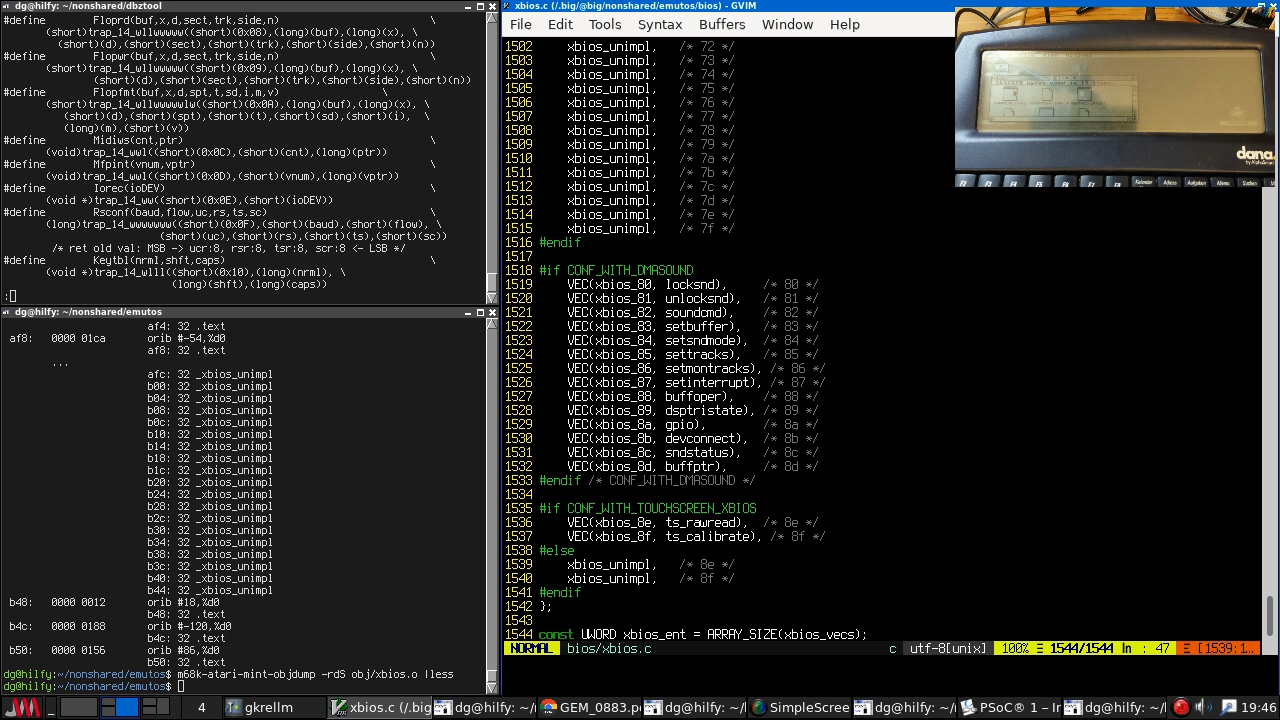 dg@hilfy: ~/nonshared/dbztool
Floprd(buf,x,d,sect,trk,side,n) \
(short)trap_14_wllwwwww((short)(0x08),(long)(buf),(long)(x), \
(short)(d),(short)(sect),(short)(trk),(short)(side),(short)(n))
#define Flopwr(buf,x,d,sect,trk,side,n) \
(short)trap_14_wllwwwww((short)(0x09),(long)(buf),(long)(x), \
(short)(d),(short)(sect),(short)(trk),(short)(side),(short)(n))
#define Flopfmt(buf,x,d,spt,t,sd,i,m,v) \
(short)trap_14_wllwwwwwlw((short)(0x0A),(long)(buf),(long)(x), \
(short)(d),(short)(spt),(short)(t),(short)(sd),(short)(i), \
(long)(m),(short)(v))
#define Midiws(cnt,ptr) \
(void)trap_14_wwl((short)(0x0C),(short)(cnt),(long)(ptr))
#define Mfpint(vnum,vptr) \
(void)trap_14_wwl((short)(0x0D),(short)(vnum),(long)(vptr))
#define Iorec(ioDEV) \
(void *)trap_14_ww((short)(0x0E),(short)(ioDEV))
#define Rsconf(baud,flow,uc,rs,ts,sc) \
(long)trap_14_wwwwwww((short)(0x0F),(short)(baud),(short)(flow), \
(short)(uc),(short)(rs),(short)(ts),(short)(sc))
/* ret old val: MSB -> ucr:8, rsr:8, tsr:8, scr:8 <- LSB */
#define Keytbl(nrml,shft,caps) \
(void *)trap_14_wlll((short)(0x10),(long)(nrml), \
(long)(shft),(long)(caps))
:
dg@hilfy: ~/nonshared/emutos
af4: 32 .text
af8: 0000 01ca orib #-54,%d0
af8: 32 .text
...
afc: 32 _xbios_unimpl
b00: 32 _xbios_unimpl
b04: 32 _xbios_unimpl
b08: 32 _xbios_unimpl
b0c: 32 _xbios_unimpl
b10: 32 _xbios_unimpl
b14: 32 _xbios_unimpl
b18: 32 _xbios_unimpl
b1c: 32 _xbios_unimpl
b20: 32 _xbios_unimpl
b24: 32 _xbios_unimpl
b28: 32 _xbios_unimpl
b2c: 32 _xbios_unimpl
b30: 32 _xbios_unimpl
b34: 32 _xbios_unimpl
b38: 32 _xbios_unimpl
b3c: 32 _xbios_unimpl
b40: 32 _xbios_unimpl
b44: 32 _xbios_unimpl
b48: 0000 0012 orib #18,%d0
b48: 32 .text
b4c: 0000 0188 orib #-120,%d0
b4c: 32 .text
b50: 0000 0156 orib #86,%d0
b50: 32 .text
dg@hilfy:~/nonshared/emutos$ m68k-atari-mint-objdump -rdS obj/xbios.o |less
dg@hilfy:~/nonshared/emutos$
xbios.c (/.big/@big/nonshared/emutos/bios) - GVIM
File Edit Tools Syntax Buffers Window Help
1502 xbios_unimpl, /* 72 */
1503 xbios_unimpl, /* 73 */
1504 xbios_unimpl, /* 74 */
1505 xbios_unimpl, /* 75 */
1506 xbios_unimpl, /* 76 */
1507 xbios_unimpl, /* 77 */
1508 xbios_unimpl, /* 78 */
1509 xbios_unimpl, /* 79 */
1510 xbios_unimpl, /* 7a */
1511 xbios_unimpl, /* 7b */
1512 xbios_unimpl, /* 7c */
1513 xbios_unimpl, /* 7d */
1514 xbios_unimpl, /* 7e */
1515 xbios_unimpl, /* 7f */
1516 #endif
1517
1518 #if CONF_WITH_DMASOUND
1519 VEC(xbios_80, locksnd), /* 80 */
1520 VEC(xbios_81, unlocksnd), /* 81 */
1521 VEC(xbios_82, soundcmd), /* 82 */
1522 VEC(xbios_83, setbuffer), /* 83 */
1523 VEC(xbios_84, setsndmode), /* 84 */
1524 VEC(xbios_85, settracks), /* 85 */
1525 VEC(xbios_86, setmontracks), /* 86 */
1526 VEC(xbios_87, setinterrupt), /* 87 */
1527 VEC(xbios_88, buffoper), /* 88 */
1528 VEC(xbios_89, dsptristate), /* 89 */
1529 VEC(xbios_8a, gpio), /* 8a */
1530 VEC(xbios_8b, devconnect), /* 8b */
1531 VEC(xbios_8c, sndstatus), /* 8c */
1532 VEC(xbios_8d, buffptr), /* 8d */
1533 #endif /* CONF_WITH_DMASOUND */
1534
1535 #if CONF_WITH_TOUCHSCREEN_XBIOS
1536 VEC(xbios_8e, ts_rawread), /* 8e */
1537 VEC(xbios_8f, ts_calibrate), /* 8f */
1538 #else
1539 xbios_unimpl, /* 8e */
1540 xbios_unimpl, /* 8f */
1541 #endif
1542 };
1543
1544 const UWORD xbios_ent = ARRAY_SIZE(xbios_vecs);
NORMAL bios/xbios.c c utf-8[unix] 100% Ξ 1544/1544 ln : 47 Ξ [1539:1…
dana
by AlphaSmart
F2 F3 F4 F5 F6 F7 F8 Kalender Adress Aufgaben Memo Suchen
4 gkrellm xbios.c (/.big dg@hilfy: ~/r GEM_0883.p dg@hilfy: ~/ SimpleScree dg@hilfy: ~/ PSoC® 1 – In dg@hilfy: ~/ 19:46